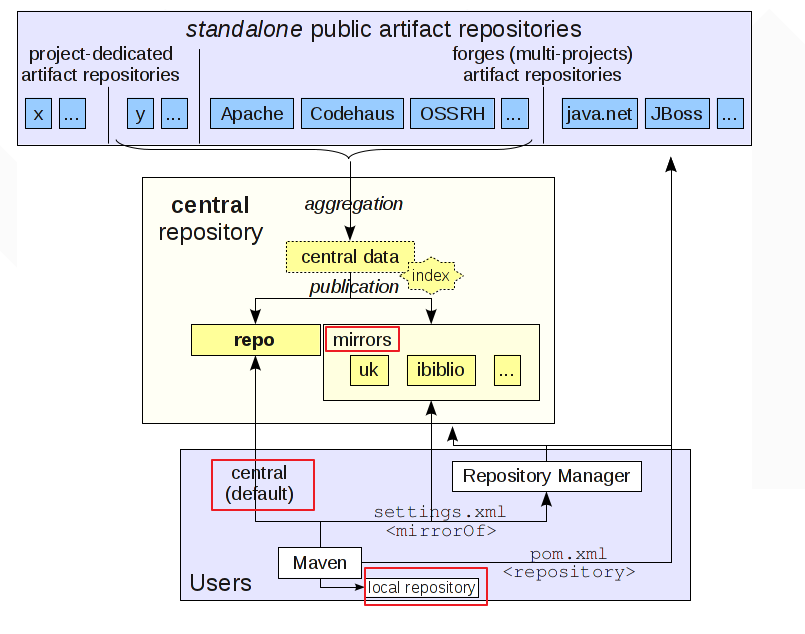 standalone public artifact repositories
project-dedicated
artifact repositories
forges (multi-projects)
artifact repositories
x
...
y
...
Apache
Codehaus
OSSRH
...
java.net
JBoss
...
central
repository
aggregation
central data
index
publication
repo
mirrors
uk
ibiblio
...
central
(default)
Repository Manager
settings.xml
<mirrorOf>
pom.xml
<repository>
Maven
local repository
Users